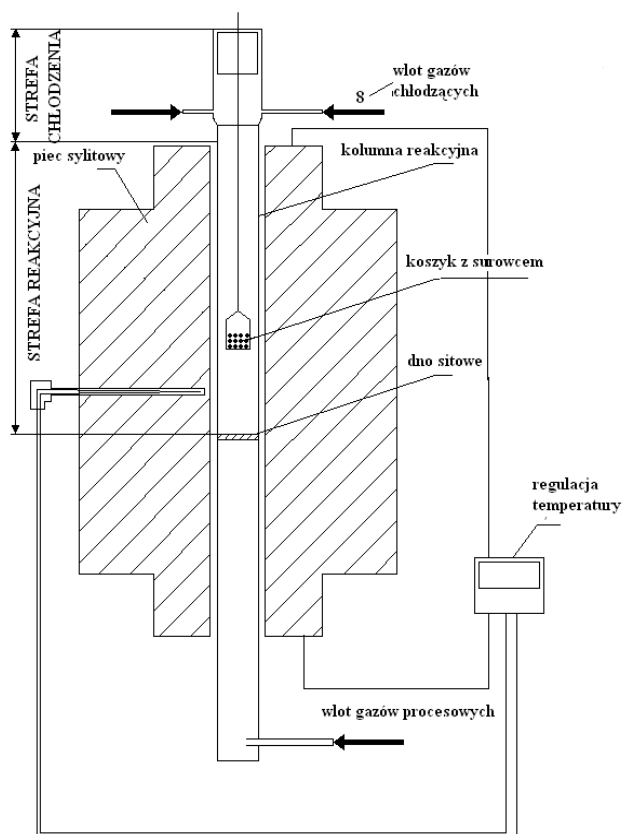 STREFA
CHŁODZENIA
wlot gazów
8 chłodzących
piec sylitowy
kolumna reakcyjna
STREFA REAKCYJNA
koszyk z surowcem
dno sitowe
regulacja
temperatury
wlot gazów procesowych